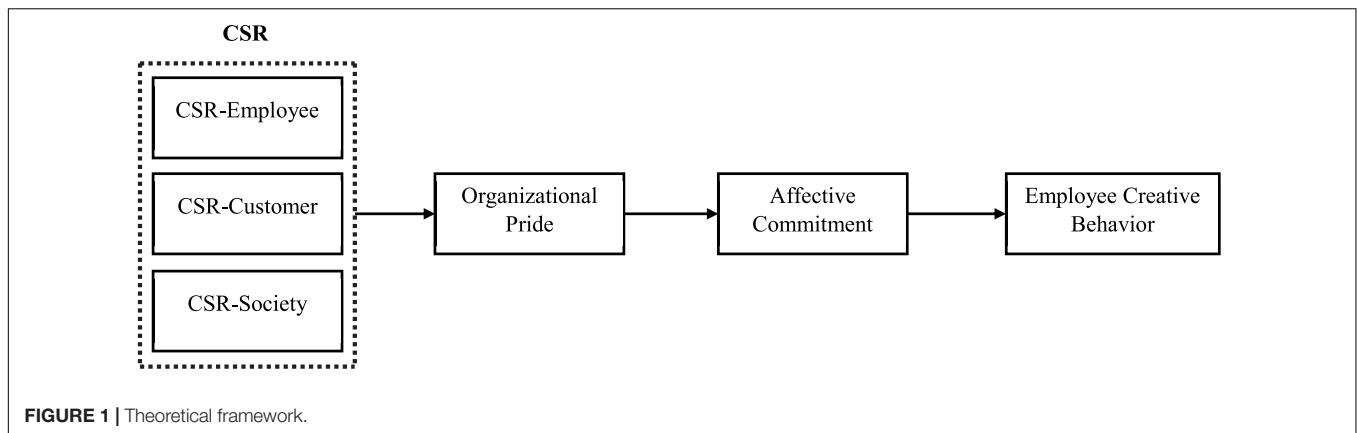 CSR
CSR-Employee
CSR-Customer
CSR-Society
Organizational
Pride
Affective
Commitment
Employee Creative
Behavior
FIGURE 1 | Theoretical framework.